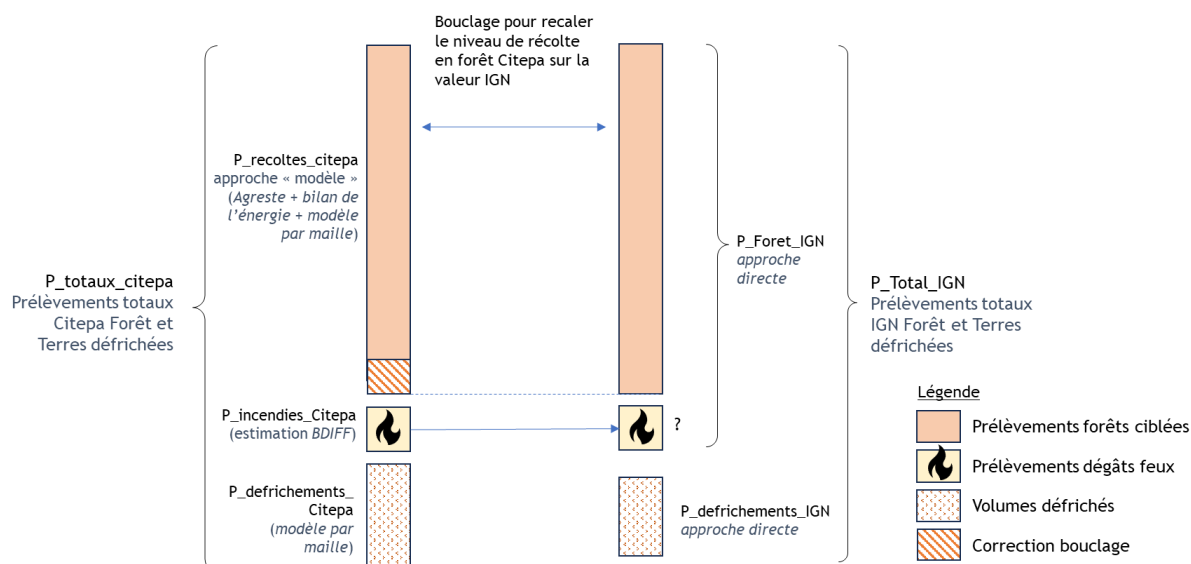 Bouclage pour recaler
le niveau de récolte
en forêt Citepa sur la
valeur IGN
P_recoltes_citepa
approche « modèle »
(Agreste + bilan de
l’énergie + modèle
par maille)
P_totaux_citepa
Prélèvements totaux
Citepa Forêt et
Terres défrichées
P_incendies_Citepa
(estimation BDIFF)
P_defrichements_
Citepa
(modèle par
maille)
?
P_Foret_IGN
approche
directe
P_defrichements_IGN
approche directe
P_Total_IGN
Prélèvements totaux
IGN Forêt et Terres
défrichées
Légende
Prélèvements forêts ciblées
Prélèvements dégâts feux
Volumes défrichés
Correction bouclage